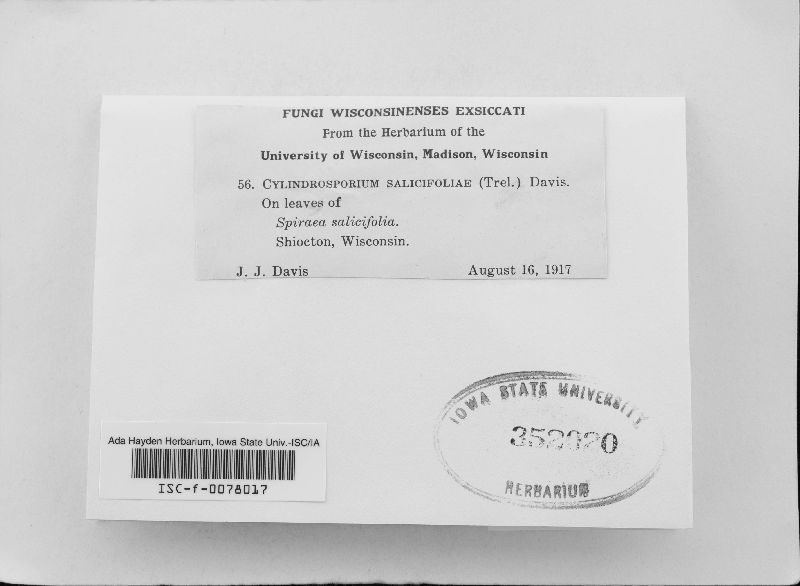 FUNGI WISCONSINENSES EXSICCATI
From the Herbarium of the
University of Wisconsin, Madison, Wisconsin
56. CYLINDROSPORIUM SALICIFOLIAE (Trel.) Davis.
On leaves of
Spiraea salicifolia.
Shiocton, Wisconsin.
J. J. Davis August 16, 1917
IOWA STATE UNIVERSITY
HERBARIUM
Ada Hayden Herbarium, Iowa State Univ.-ISC/IA
ISC-f-0078017